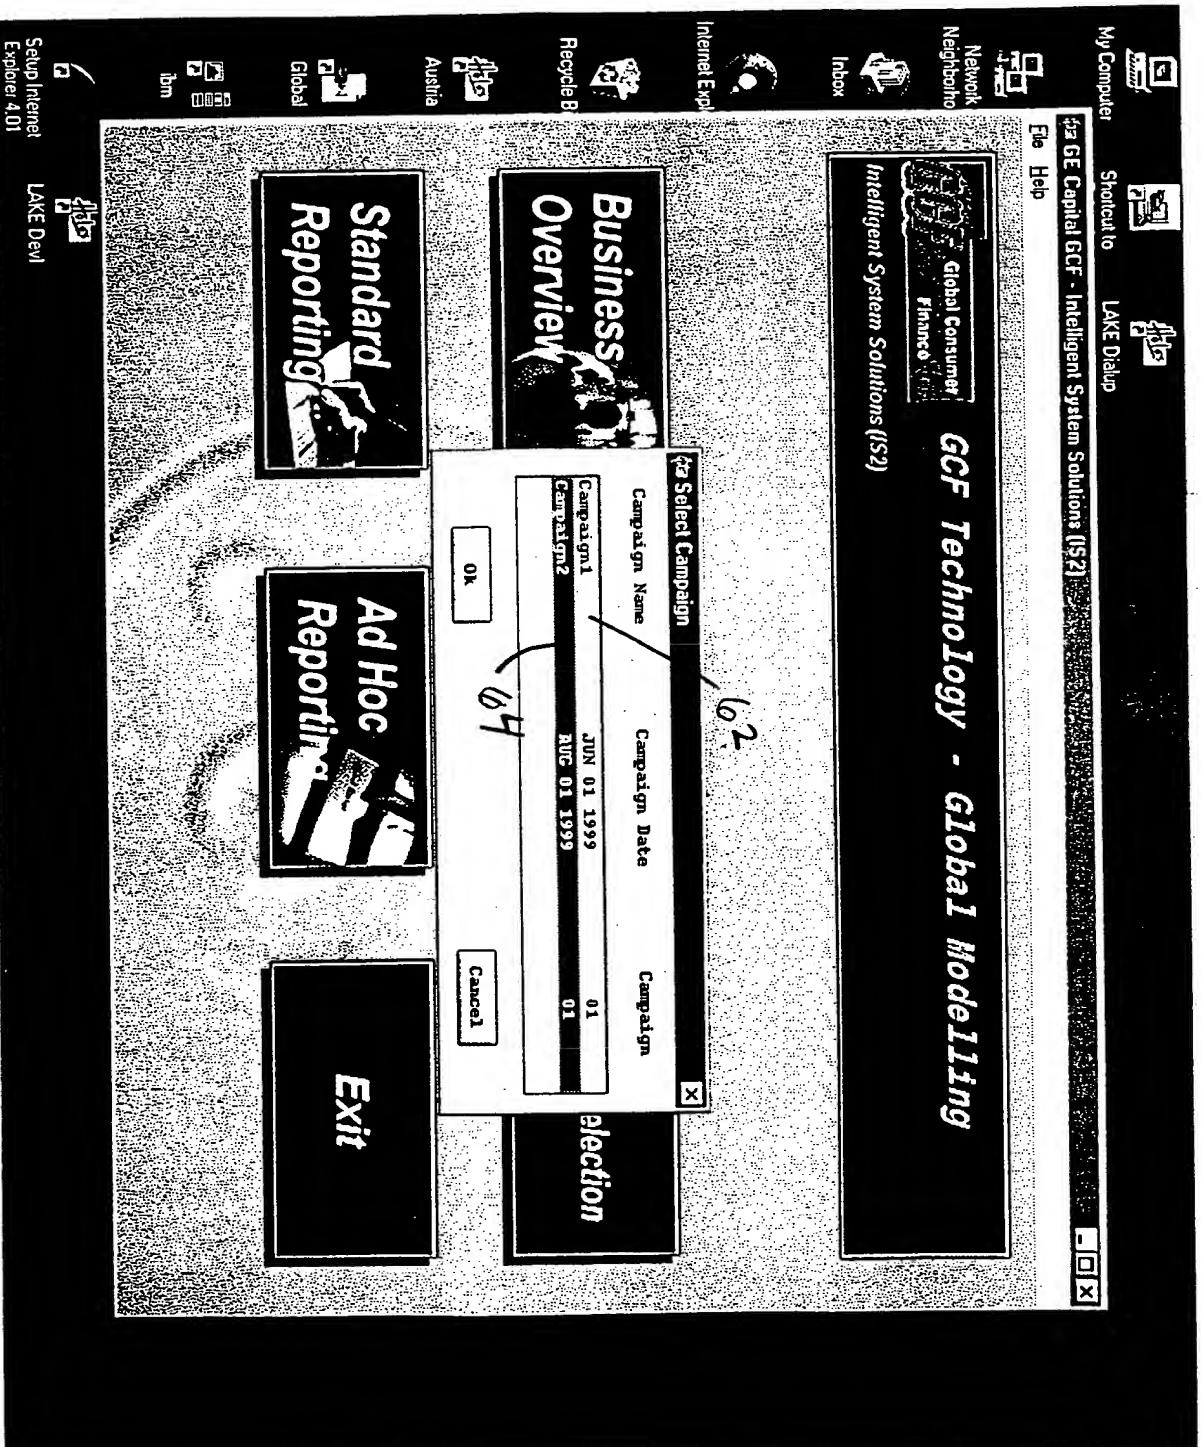 My Computer
Shortcut to
LAKE Dialup
Network
Neighborho
Inbox
Internet Expl
Recycle B
Austria
Global
ibm
Setup Internet
Explorer 4.01
LAKE Devl
GE Capital GCF - Intelligent System Solutions (IS2)
File Help
Global Consumer
Finance
GCF Technology - Global Modelling
Intelligent System Solutions (IS2)
Business
Overview
election
Select Campaign
Campaign Name Campaign Date Campaign
Campaign1 JUN 01 1999 01
Campaign2 AUG 01 1999 01
62
64
Ok
Cancel
Standard
Reporting
Ad Hoc
Reporting
Exit